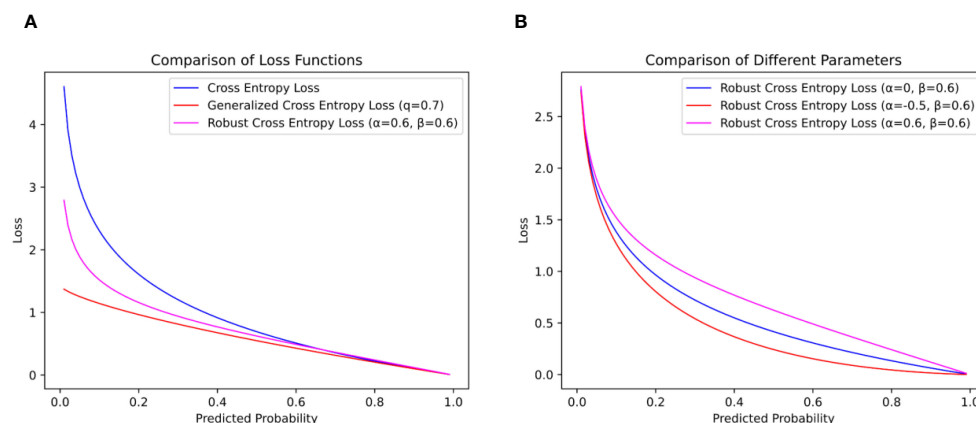 A
B
Comparison of Loss Functions
Cross Entropy Loss
Generalized Cross Entropy Loss (q=0.7)
Robust Cross Entropy Loss (α=0.6, β=0.6)
Loss
4
3
2
1
0
0.0 0.2 0.4 0.6 0.8 1.0
Predicted Probability
Comparison of Different Parameters
Robust Cross Entropy Loss (α=0, β=0.6)
Robust Cross Entropy Loss (α=-0.5, β=0.6)
Robust Cross Entropy Loss (α=0.6, β=0.6)
Loss
2.5
2.0
1.5
1.0
0.5
0.0
0.0 0.2 0.4 0.6 0.8 1.0
Predicted Probability